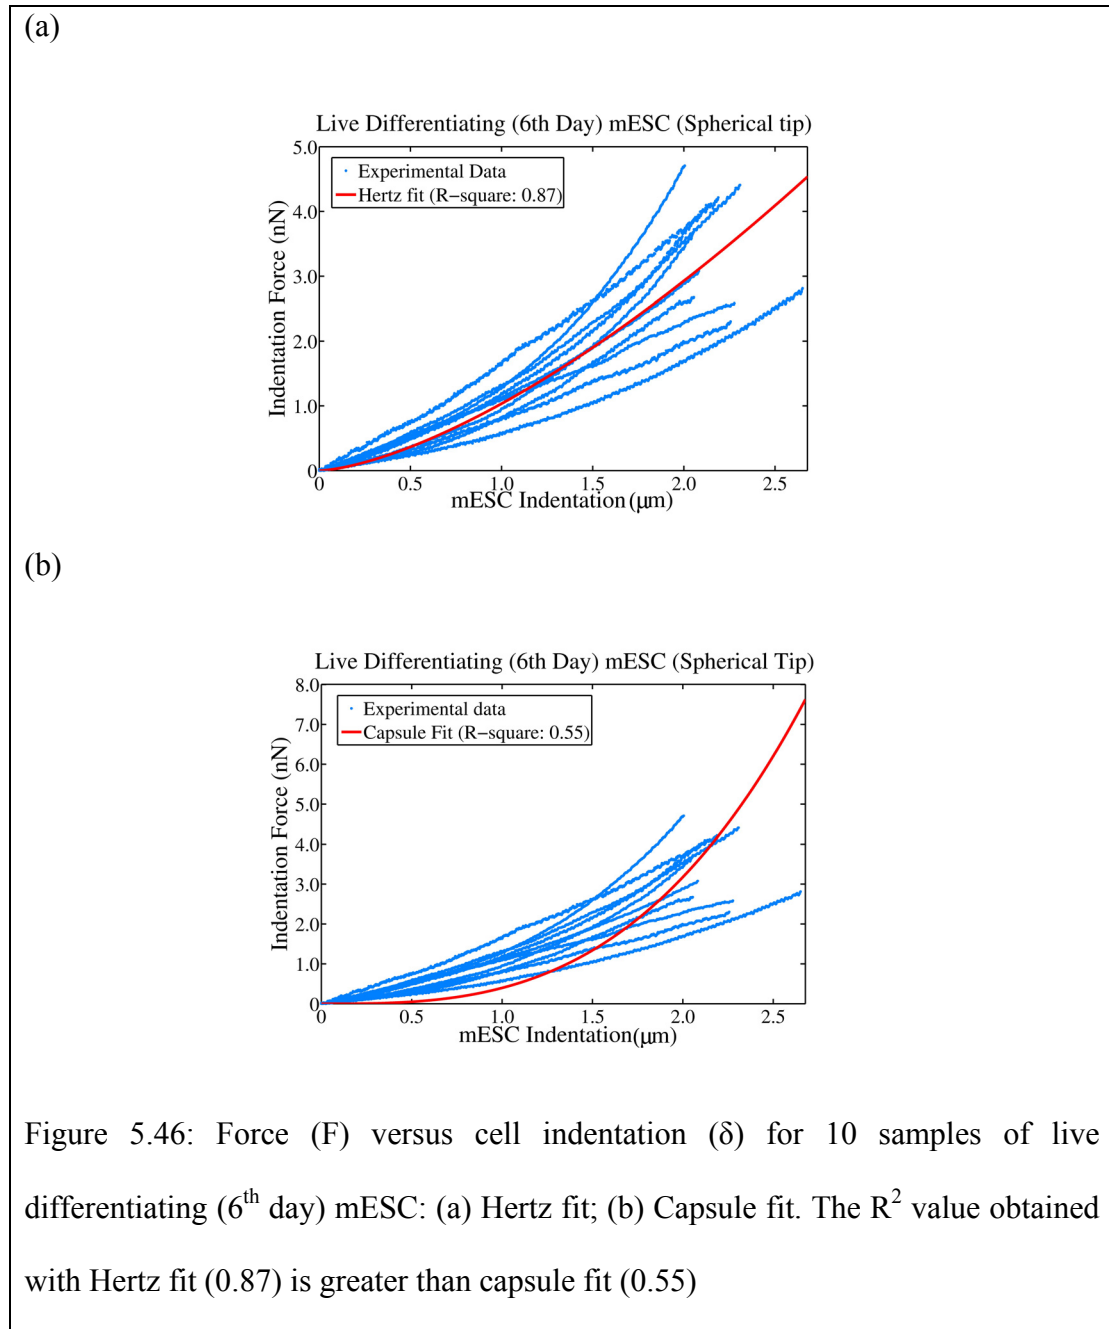 (a)
Live Differentiating (6th Day) mESC (Spherical tip)
5.0
Experimental Data
Hertz fit (R−square: 0.87)
4.0
3.0
2.0
1.0
0
Indentation Force (nN)
0 0.5 1.0 1.5 2.0 2.5
mESC Indentation (μm)
(b)
Live Differentiating (6th Day) mESC (Spherical Tip)
8.0
Experimental data
7.0
Capsule Fit (R−square: 0.55)
6.0
5.0
4.0
3.0
2.0
1.0
0
Indentation Force (nN)
0 0.5 1.0 1.5 2.0 2.5
mESC Indentation(μm)
Figure 5.46: Force (F) versus cell indentation (δ) for 10 samples of live
differentiating (6th day) mESC: (a) Hertz fit; (b) Capsule fit. The R2 value obtained
with Hertz fit (0.87) is greater than capsule fit (0.55)